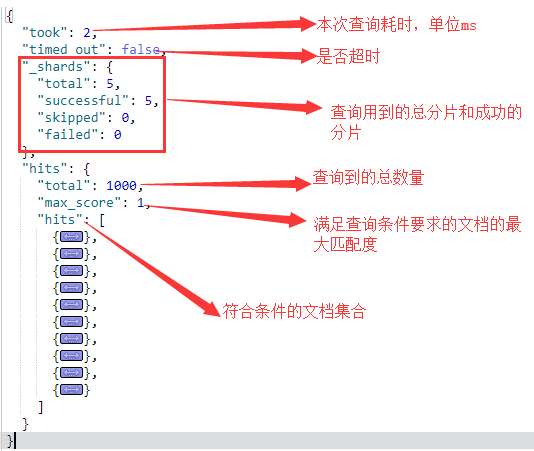 {
"took": 2,
本次查询耗时，单位ms
"timed out": false,
是否超时
"_shards": {
"total": 5,
"successful": 5,
"skipped": 0,
"failed": 0
查询用到的总分片和成功的
分片
},
"hits": {
"total": 1000,
查询到的总数量
"max_score": 1,
满足查询条件要求的文档的最
大匹配度
"hits": [
符合条件的文档集合
{↔},
{↔},
{↔},
{↔},
{↔},
{↔},
{↔},
{↔},
{↔},
{↔}
]
}
}